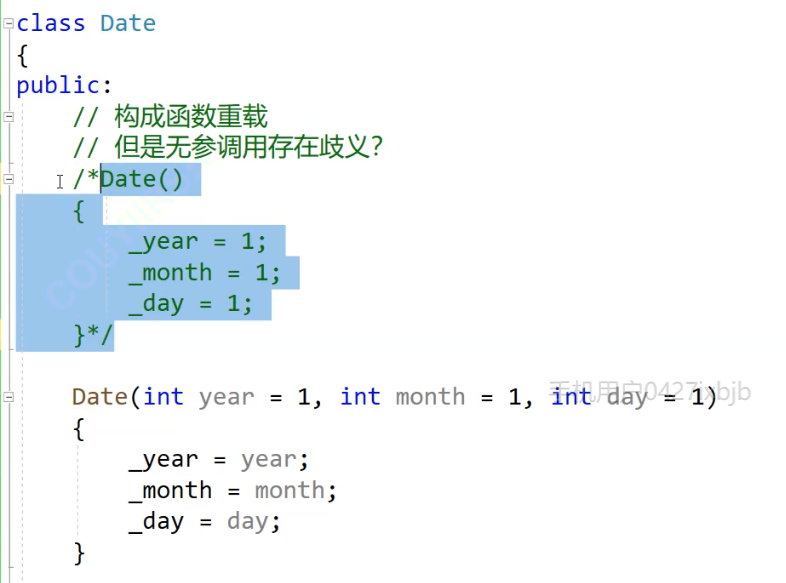 class Date
{
public:
// 构成函数重载
// 但是无参调用存在歧义？
/*Date()
{
_year = 1;
_month = 1;
_day = 1;
}*/
Date(int year = 1, int month = 1, int day = 1)
{
_year = year;
_month = month;
_day = day;
}